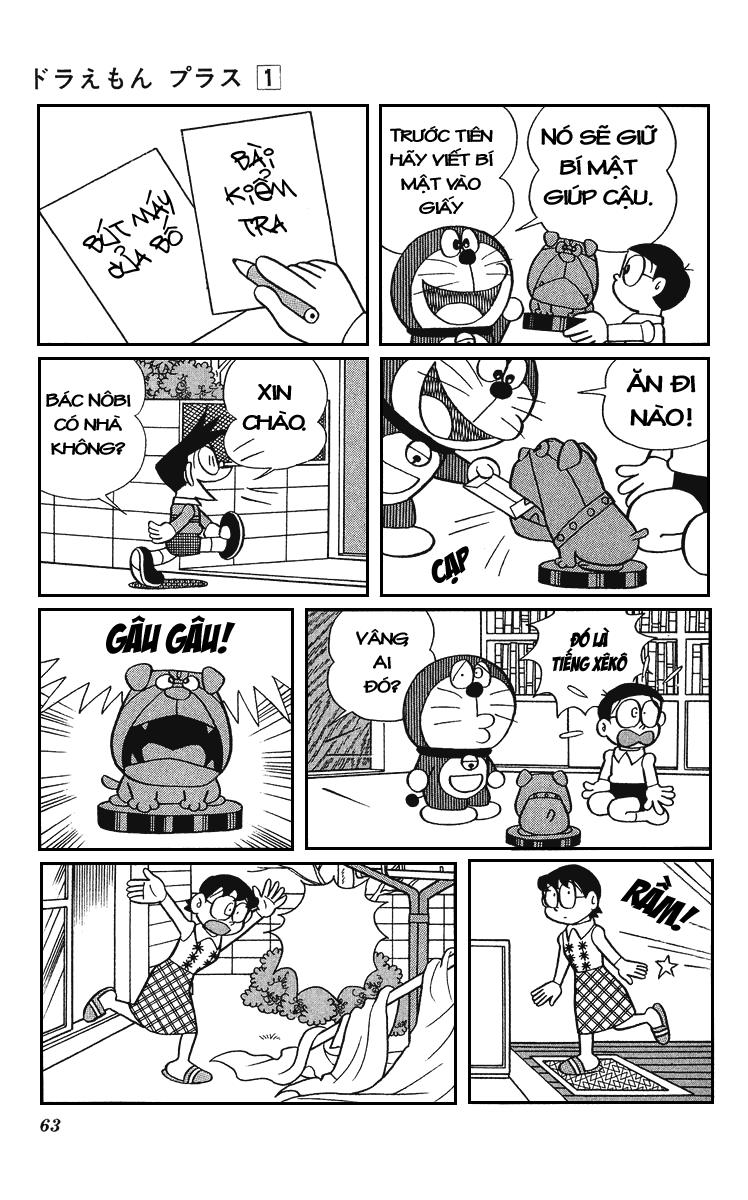 ドラえもん プラス 1
NÓ SẼ GIỮ
BÍ MẬT
GIÚP CẬU.
TRƯỚC TIÊN
HÃY VIẾT BÍ
MẬT VÀO
GIẤY
BÀI
KIỂM
TRA
BÚT MÁY
CỦA BỐ
ĂN ĐI
NÀO!
CẠP
XIN
CHÀO.
BÁC NÔBI
CÓ NHÀ
KHÔNG?
ĐÓ LÀ
TIẾNG XÊKÔ
VÂNG,
AI
ĐÓ?
GÂU GÂU!
RẦM!
63